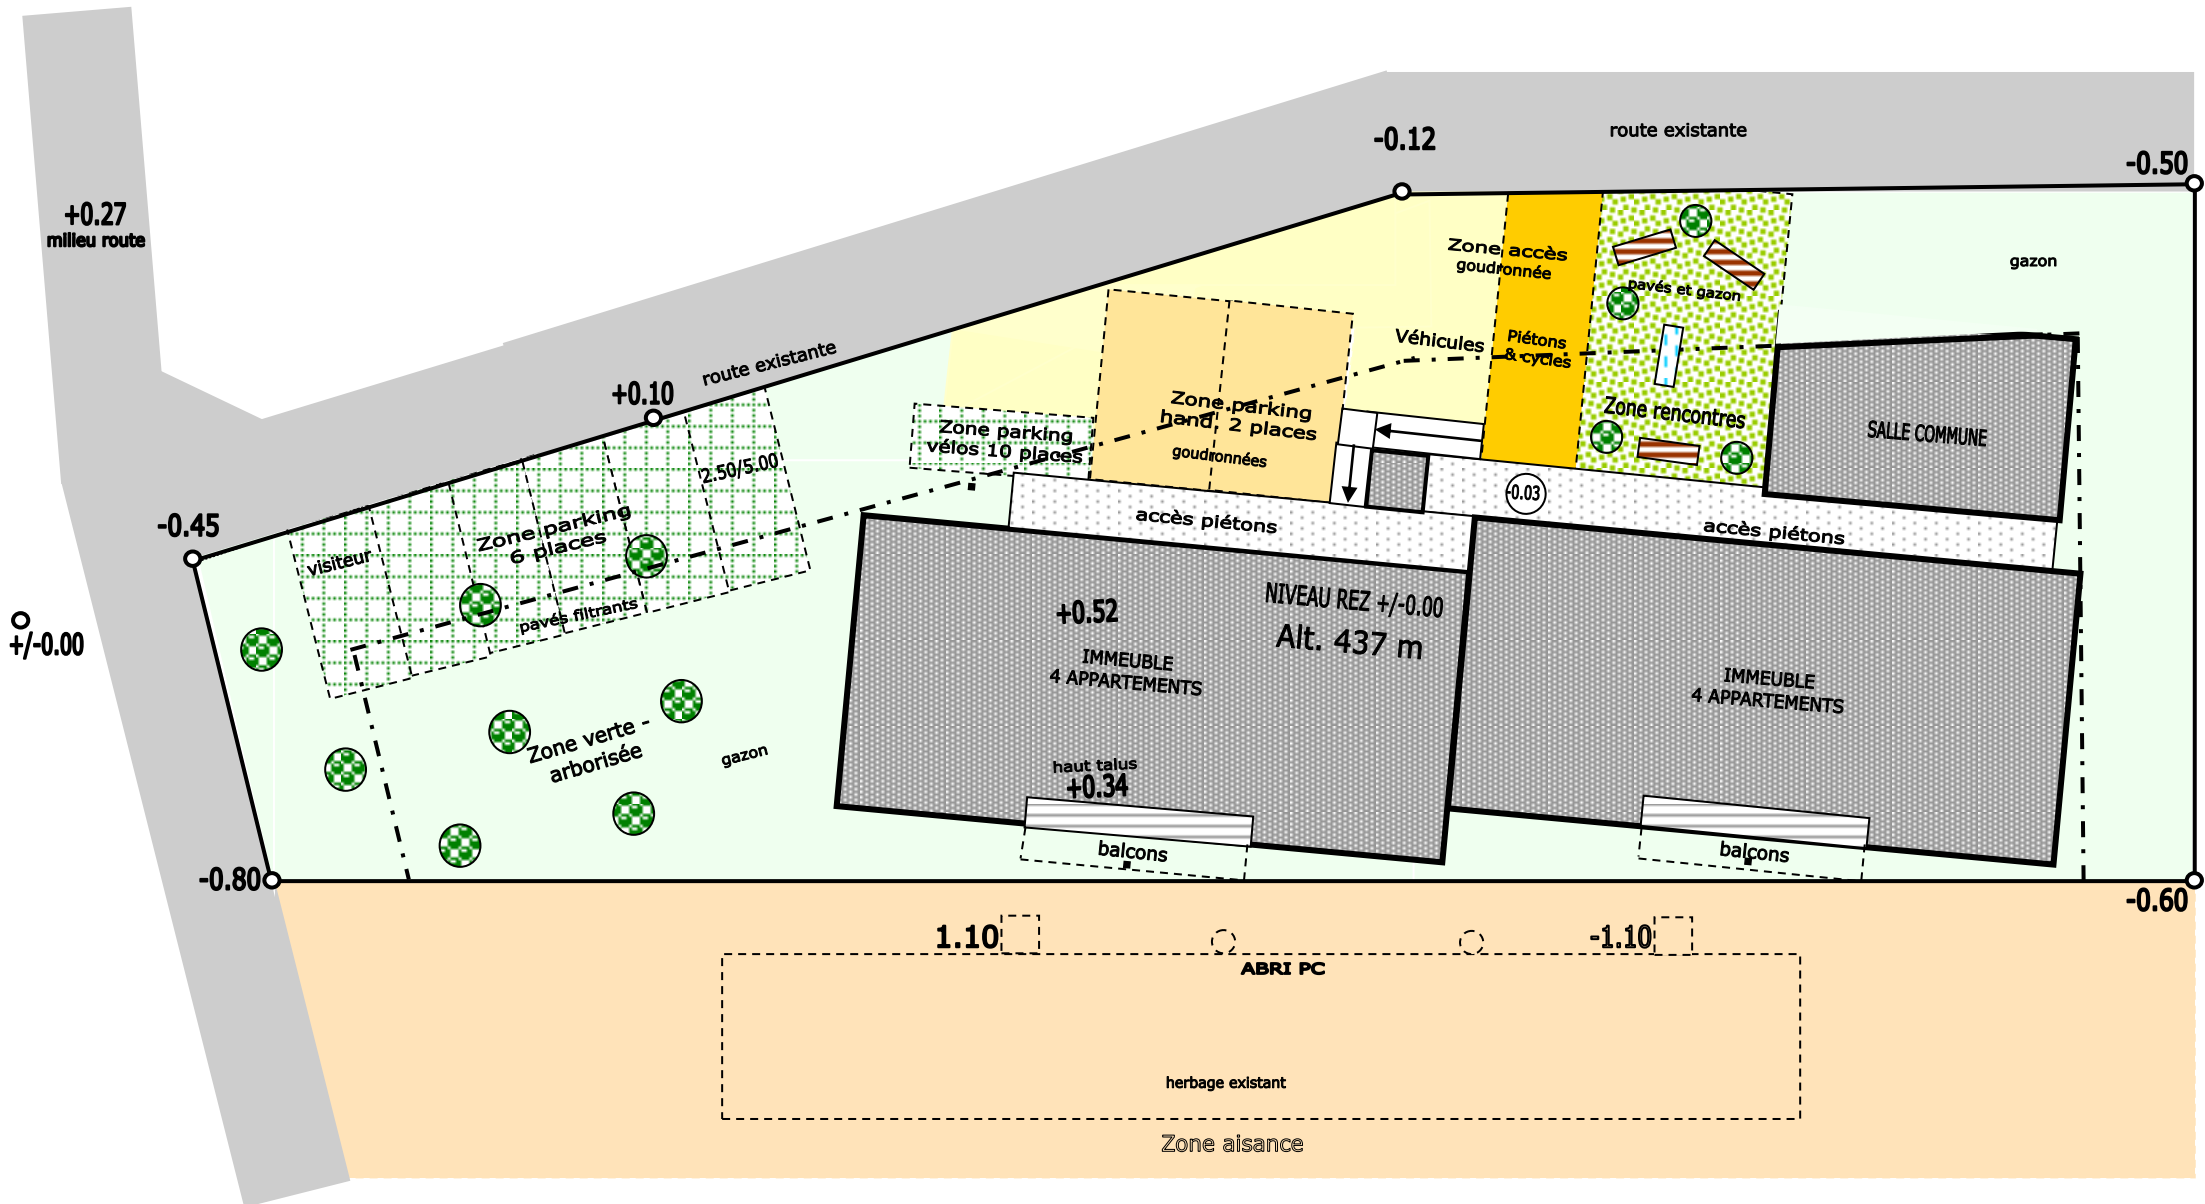 route existante
-0.12
-0.50
+0.27
milieu route
Zone accès
goudronnée
gazon
pavés et gazon
Véhicules
Piétons
& cycles
route existante
+0.10
Zone parking
hand. 2 places
goudronnées
Zone rencontres
SALLE COMMUNE
Zone parking
vélos 10 places
2.50/5.00
-0.03
-0.45
Zone parking
6 places
visiteur
accès piétons
accès piétons
pavés filtrants
+/-0.00
+0.52
NIVEAU REZ +/-0.00
Alt. 437 m
IMMEUBLE
4 APPARTEMENTS
IMMEUBLE
4 APPARTEMENTS
Zone verte -
arborisée
gazon
haut talus
+0.34
balcons
balcons
-0.80
-0.60
1.10
-1.10
ABRI PC
herbage existant
Zone aisance